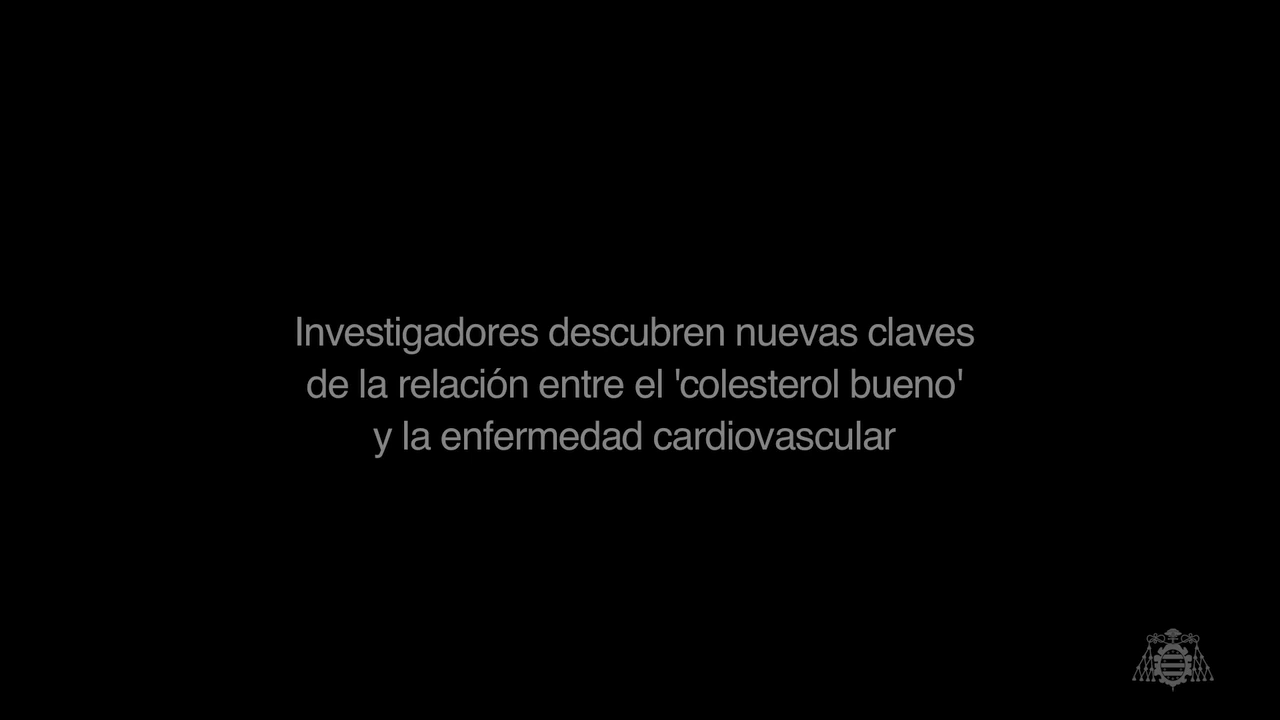 Investigadores descubren nuevas claves
de la relación entre el 'colesterol bueno'
y la enfermedad cardiovascular